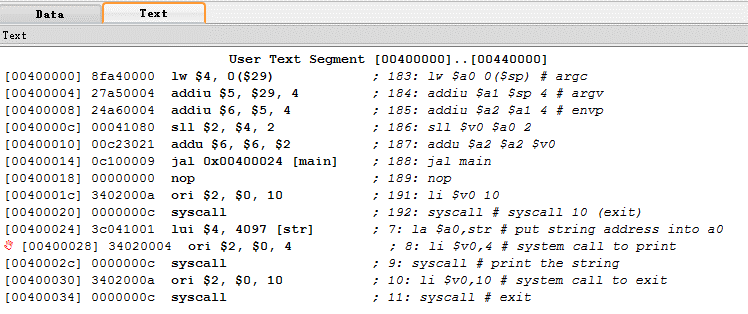 Data Text
Text
User Text Segment [00400000]..[00440000]
[00400000] 8fa40000 lw $4, 0($29) ; 183: lw $a0 0($sp) # argc
[00400004] 27a50004 addiu $5, $29, 4 ; 184: addiu $a1 $sp 4 # argv
[00400008] 24a60004 addiu $6, $5, 4 ; 185: addiu $a2 $a1 4 # envp
[0040000c] 00041080 sll $2, $4, 2 ; 186: sll $v0 $a0 2
[00400010] 00c23021 addu $6, $6, $2 ; 187: addu $a2 $a2 $v0
[00400014] 0c100009 jal 0x00400024 [main] ; 188: jal main
[00400018] 00000000 nop ; 189: nop
[0040001c] 3402000a ori $2, $0, 10 ; 191: li $v0 10
[00400020] 0000000c syscall ; 192: syscall # syscall 10 (exit)
[00400024] 3c041001 lui $4, 4097 [str] ; 7: la $a0,str # put string address into a0
[00400028] 34020004 ori $2, $0, 4 ; 8: li $v0,4 # system call to print
[0040002c] 0000000c syscall ; 9: syscall # print the string
[00400030] 3402000a ori $2, $0, 10 ; 10: li $v0,10 # system call to exit
[00400034] 0000000c syscall ; 11: syscall # exit